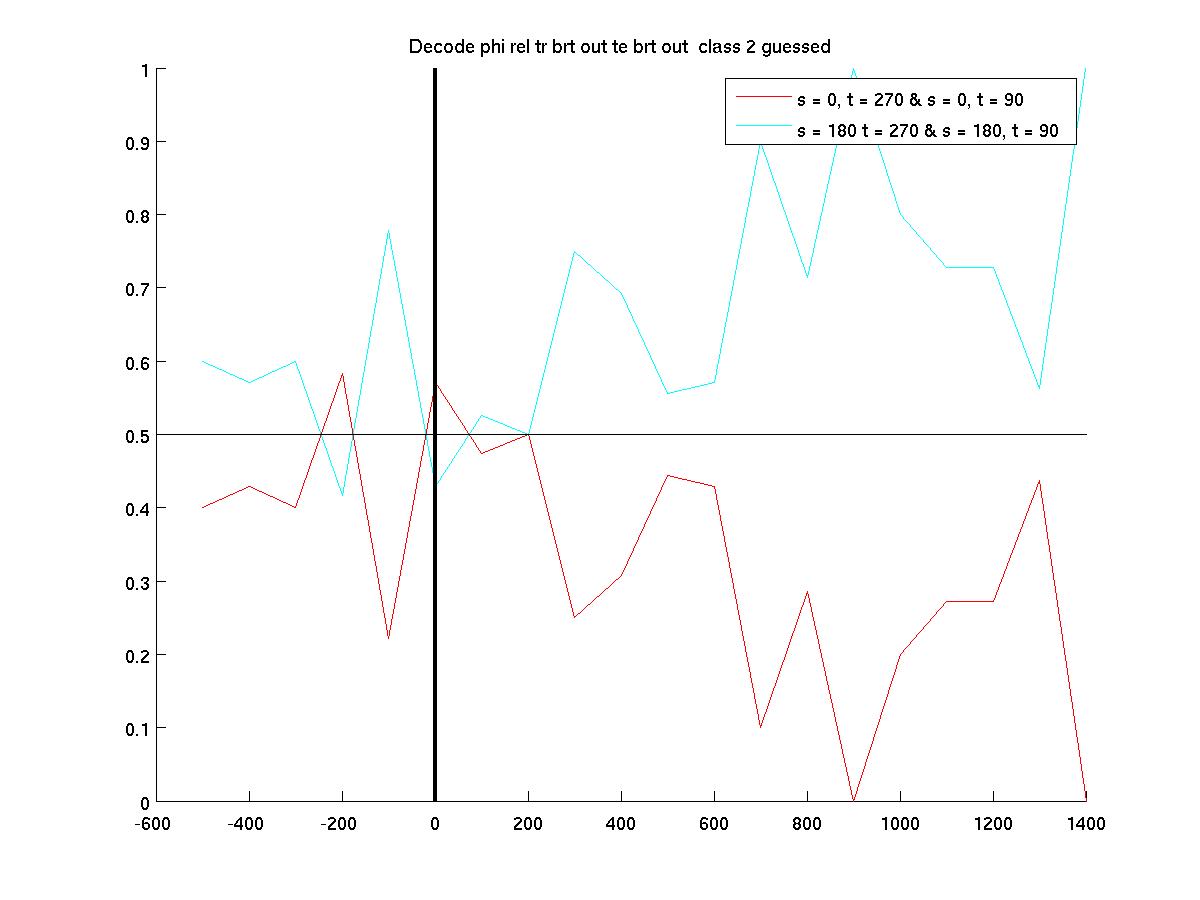 Decode phi rel tr brt out te brt out  class 2 guessed
s = 0, t = 270 & s = 0, t = 90
s = 180 t = 270 & s = 180, t = 90
1
0.9
0.8
0.7
0.6
0.5
0.4
0.3
0.2
0.1
0
-600 -400 -200 0 200 400 600 800 1000 1200 1400